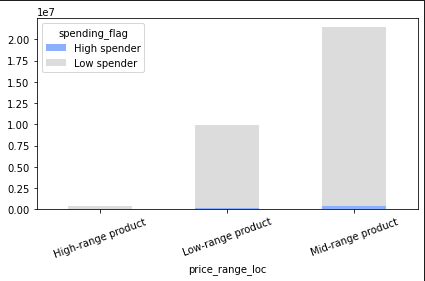 1e7
spending_flag
High spender
Low spender
2.00
1.75
1.50
1.25
1.00
0.75
0.50
0.25
0.00
High-range product
Low-range product
Mid-range product
price_range_loc